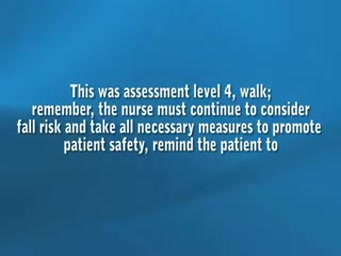 This was assessment level 4, walk;
remember, the nurse must continue to consider
fall risk and take all necessary measures to promote
patient safety, remind the patient to